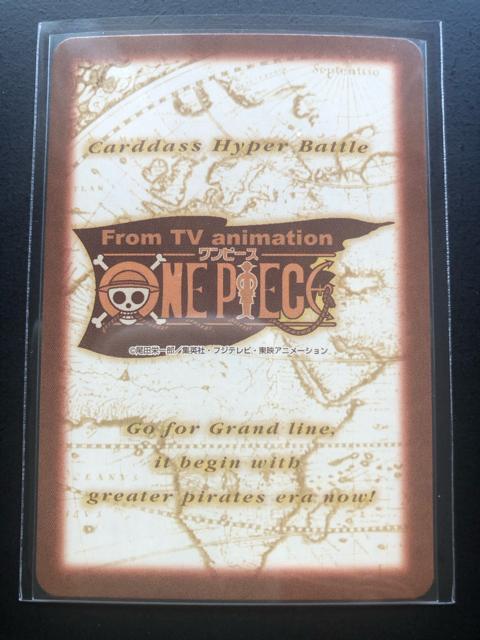 Septentrio
Carddass Hyper Battle
From TV animation
ワンピース
ONE PIECE
©尾田栄一郎／集英社・フジテレビ・東映アニメーション
Go for Grand line,
it begin with
greater pirates era now!